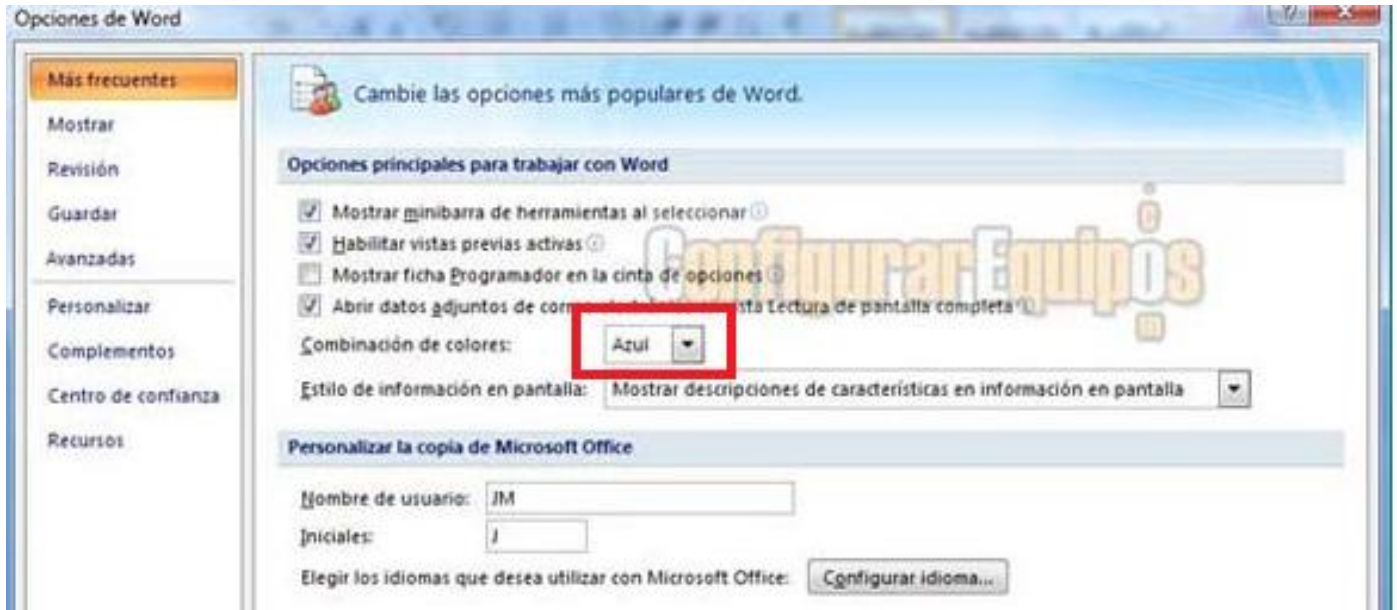 Opciones de Word
Más frecuentes
Mostrar
Revisión
Guardar
Avanzadas
Personalizar
Complementos
Centro de confianza
Recursos
Cambie las opciones más populares de Word.
Opciones principales para trabajar con Word
Mostrar minibarra de herramientas al seleccionar
Habilitar vistas previas activas
Mostrar ficha Programador en la cinta de opciones
Abrir datos adjuntos de Lectura de pantalla completa
Combinación de colores: Azul
Estilo de información en pantalla: Mostrar descripciones de características en información en pantalla
Personalizar la copia de Microsoft Office
Nombre de usuario: JM
Iniciales: J
Elegir los idiomas que desea utilizar con Microsoft Office: Configurar idioma...
ConfigurarEquipos